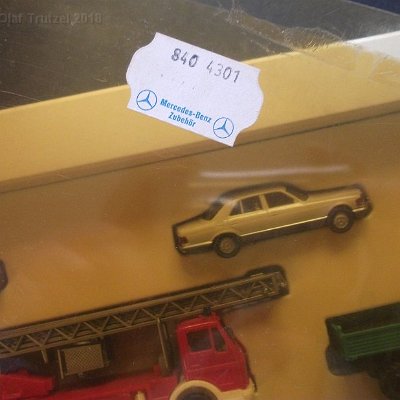 Olaf Trutzel 2018
840 4301
Mercedes-Benz
Zubehör